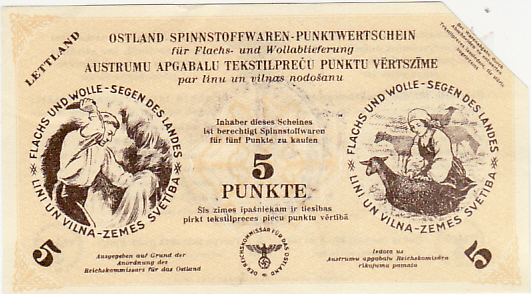 LETTLAND
OSTLAND SPINNSTOFFWAREN-PUNKTWERTSCHEIN
für Flachs- und Wollablieferung
AUSTRUMU APGABALU TEKSTILPREČU PUNKTU VĒRTSZĪME
par linu un vilnas nodošanu
FLACHS UND WOLLE - SEGEN DES LANDES
LINI UN VILNA - ZEMES SVĒTĪBA
Inhaber dieses Scheines
ist berechtigt Spinnstoffwaren
für fünf Punkte zu kaufen
5
PUNKTE
Šīs zīmes īpašniekam ir tiesības
pirkt tekstilpreces piecu punktu vērtībā
FLACHS UND WOLLE - SEGEN DES LANDES
LINI UN VILNA - ZEMES SVĒTĪBA
5
Ausgegeben auf Grund der
Anordnung des
Reichskommissars für das Ostland
DER REICHSKOMMISSAR FÜR DAS OSTLAND
Izdota uz
Austrumu apgabalu Reichskomisāra
rīkojuma pamata
5